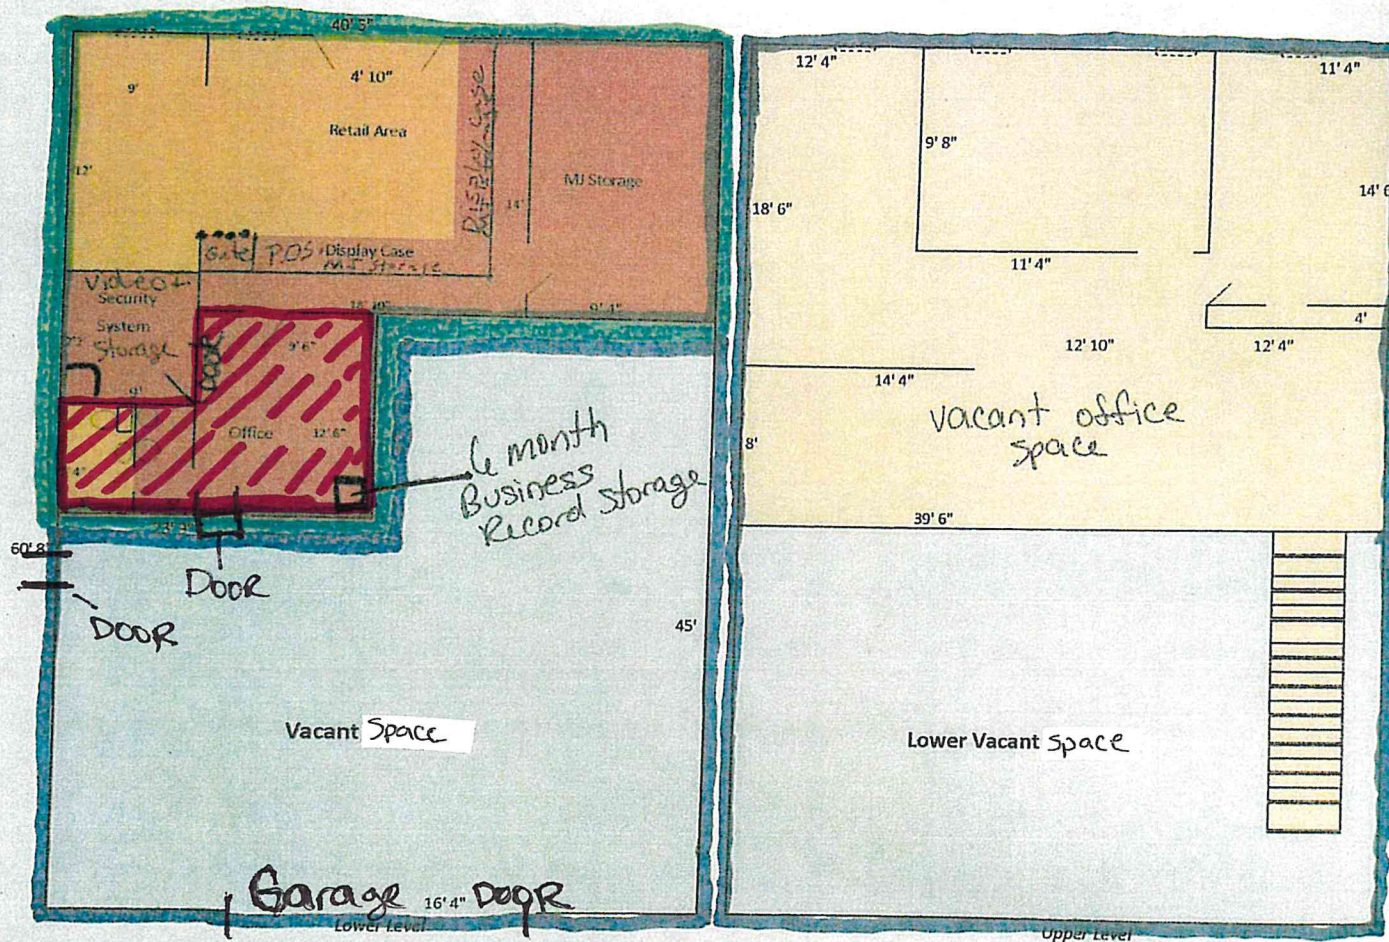 40' 5"
9'
4' 10"
Retail Area
12'
Display Case
14'
MJ Storage
Gate
POS
Display Case
MJ Storage
Video +
Security
System
Storage
9' 4"
DOOR
9' 6"
9'
Office
12' 6"
4'
6 month
Business
Record Storage
60' 8"
DOOR
DOOR
45'
Vacant Space
Garage 16' 4" DOOR
Lower Level
12' 4"
11' 4"
9' 8"
14' 6
18' 6"
11' 4"
4'
12' 10"
12' 4"
14' 4"
vacant office
space
8'
39' 6"
Lower Vacant space
Upper Level